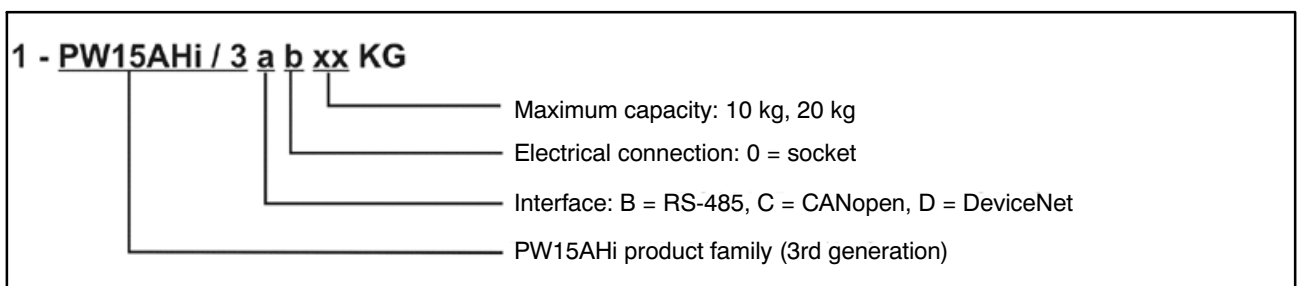 1 - PW15AHi / 3 a b xx KG
Maximum capacity: 10 kg, 20 kg
Electrical connection: 0 = socket
Interface: B = RS-485, C = CANopen, D = DeviceNet
PW15AHi product family (3rd generation)